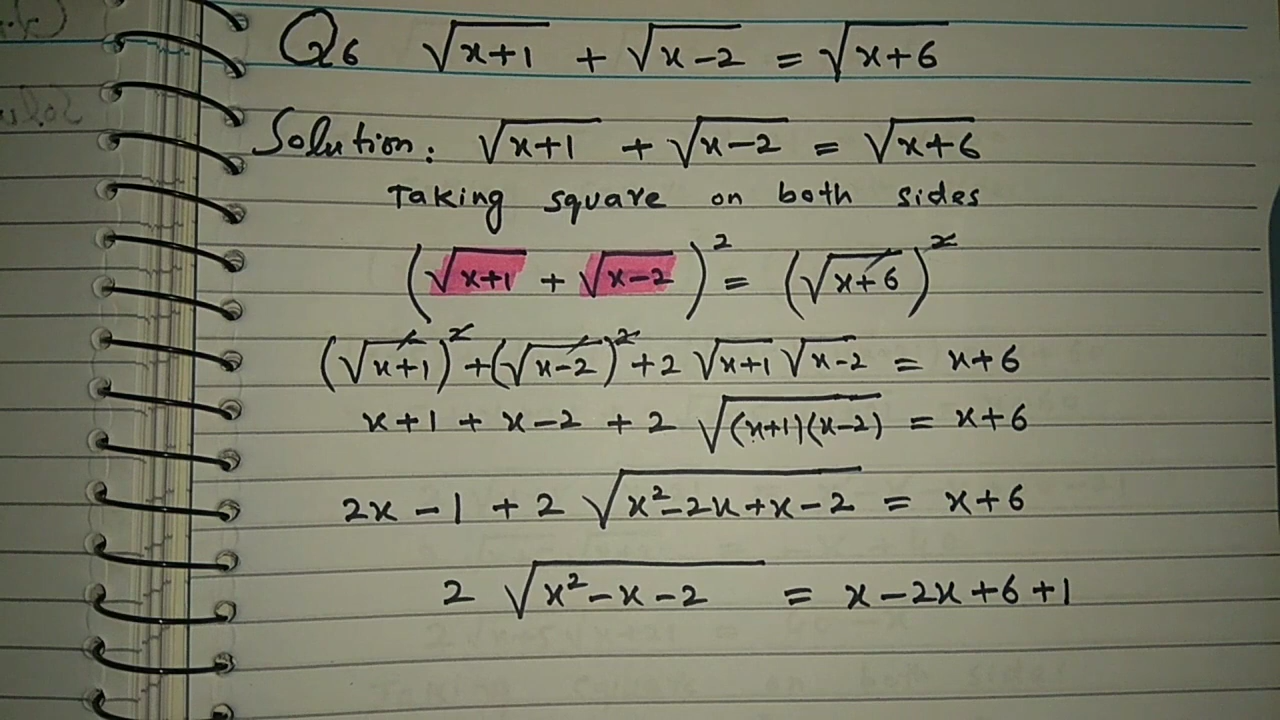 Q6 √(x+1) + √(x-2) = √(x+6)
Solution: √(x+1) + √(x-2) = √(x+6)
Taking square on both sides
(√(x+1) + √(x-2))² = (√(x+6))²
(√(x+1))² + (√(x-2))² + 2 √(x+1) √(x-2) = x+6
x+1 + x-2 + 2 √((x+1)(x-2)) = x+6
2x - 1 + 2 √(x²-2x+x-2) = x+6
2 √(x²-x-2) = x-2x+6+1